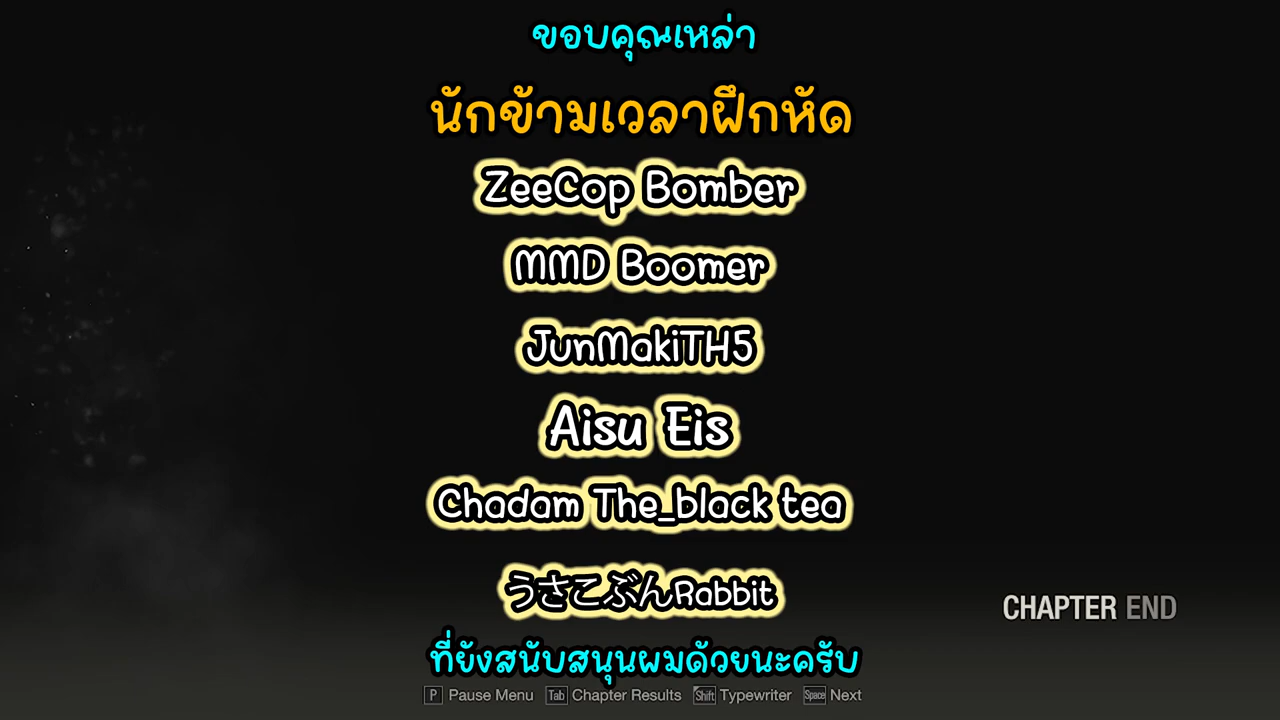 ขอบคุณเหล่า
นักข้ามเวลาฝึกหัด
ZeeCop Bomber
MMD Boomer
JunMakiTH5
Aisu Eis
Chadam The_black tea
うさこぶんRabbit
CHAPTER END
ที่ยังสนับสนุนผมด้วยนะครับ
P Pause Menu Tab Chapter Results Shift Typewriter Space Next